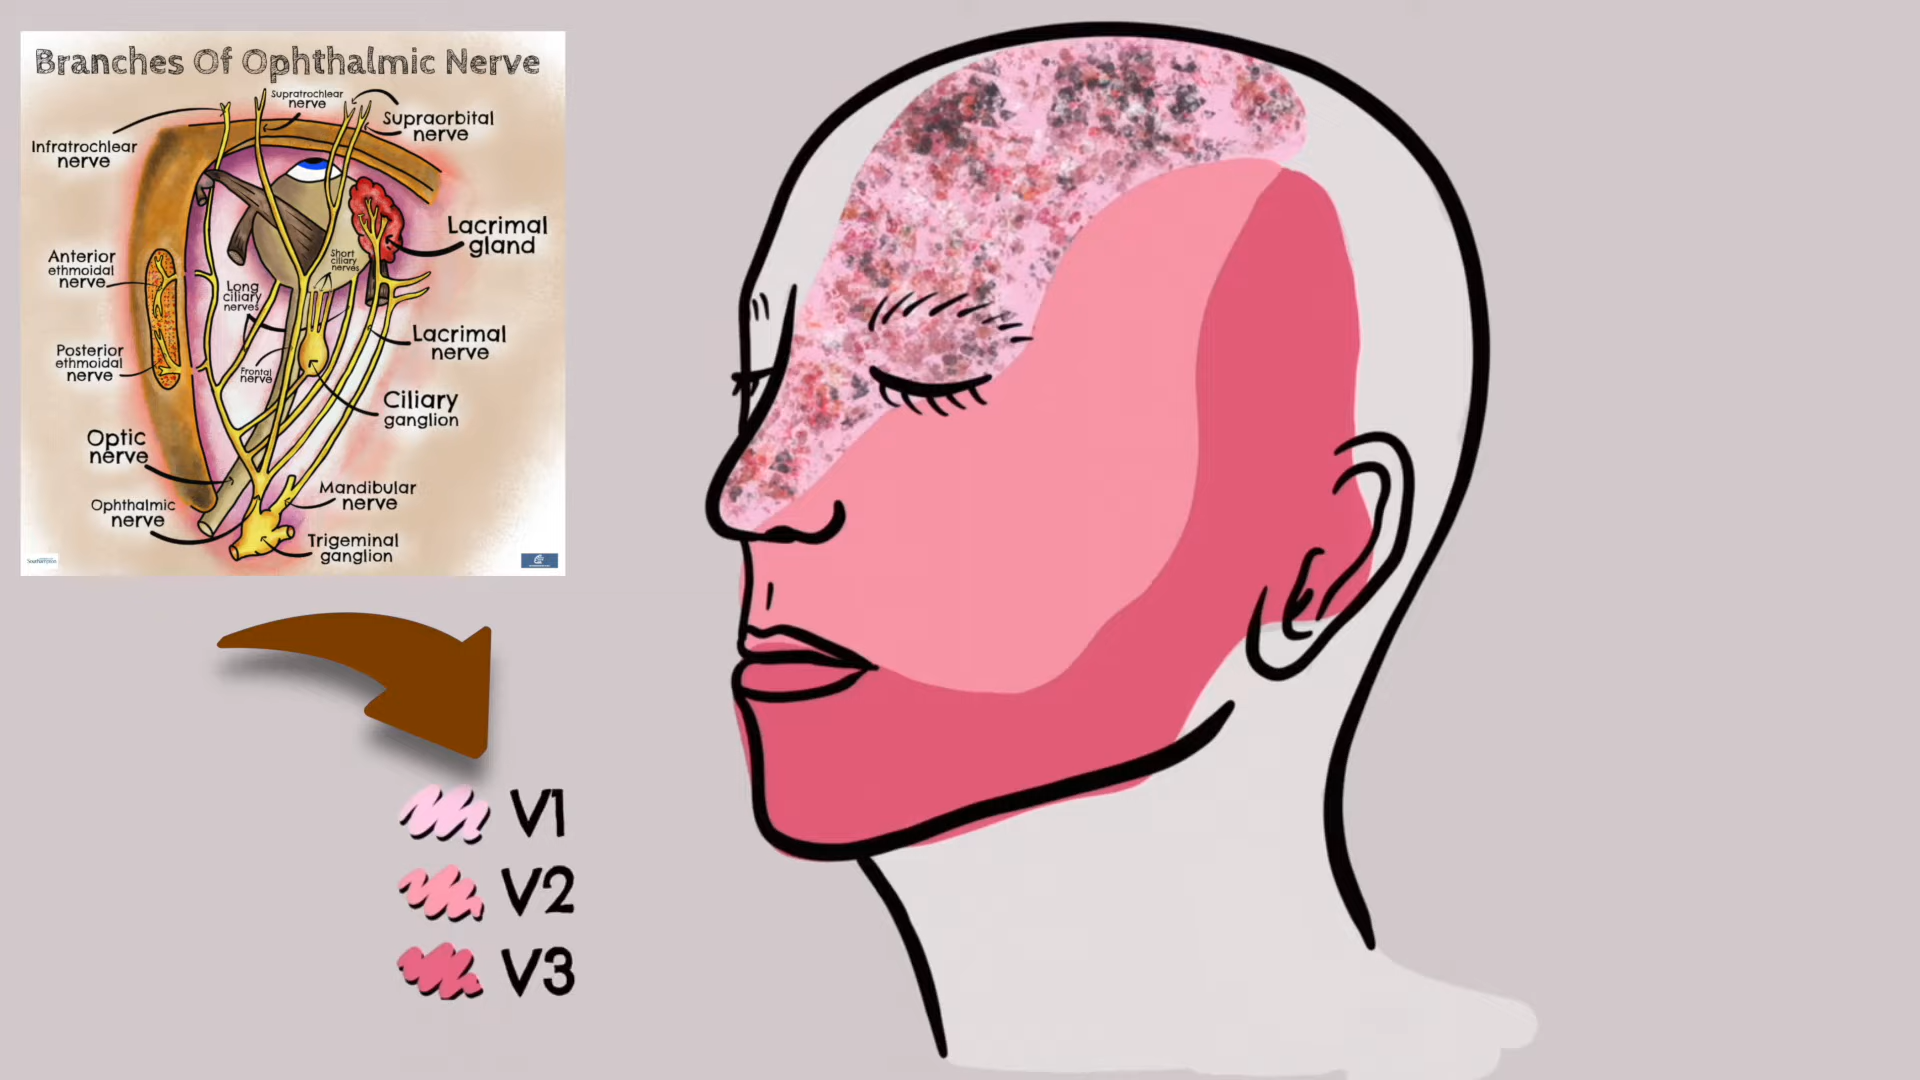 Branches Of Ophthalmic Nerve
Supratrochlear
nerve
Supraorbital
nerve
Infratrochlear
nerve
Lacrimal
gland
Anterior
ethmoidal
nerve
Short
ciliary
nerves
Long
ciliary
nerves
Lacrimal
nerve
Posterior
ethmoidal
nerve
Frontal
nerve
Ciliary
ganglion
Optic
nerve
Mandibular
nerve
Ophthalmic
nerve
Trigeminal
ganglion
Southampton
V1
V2
V3